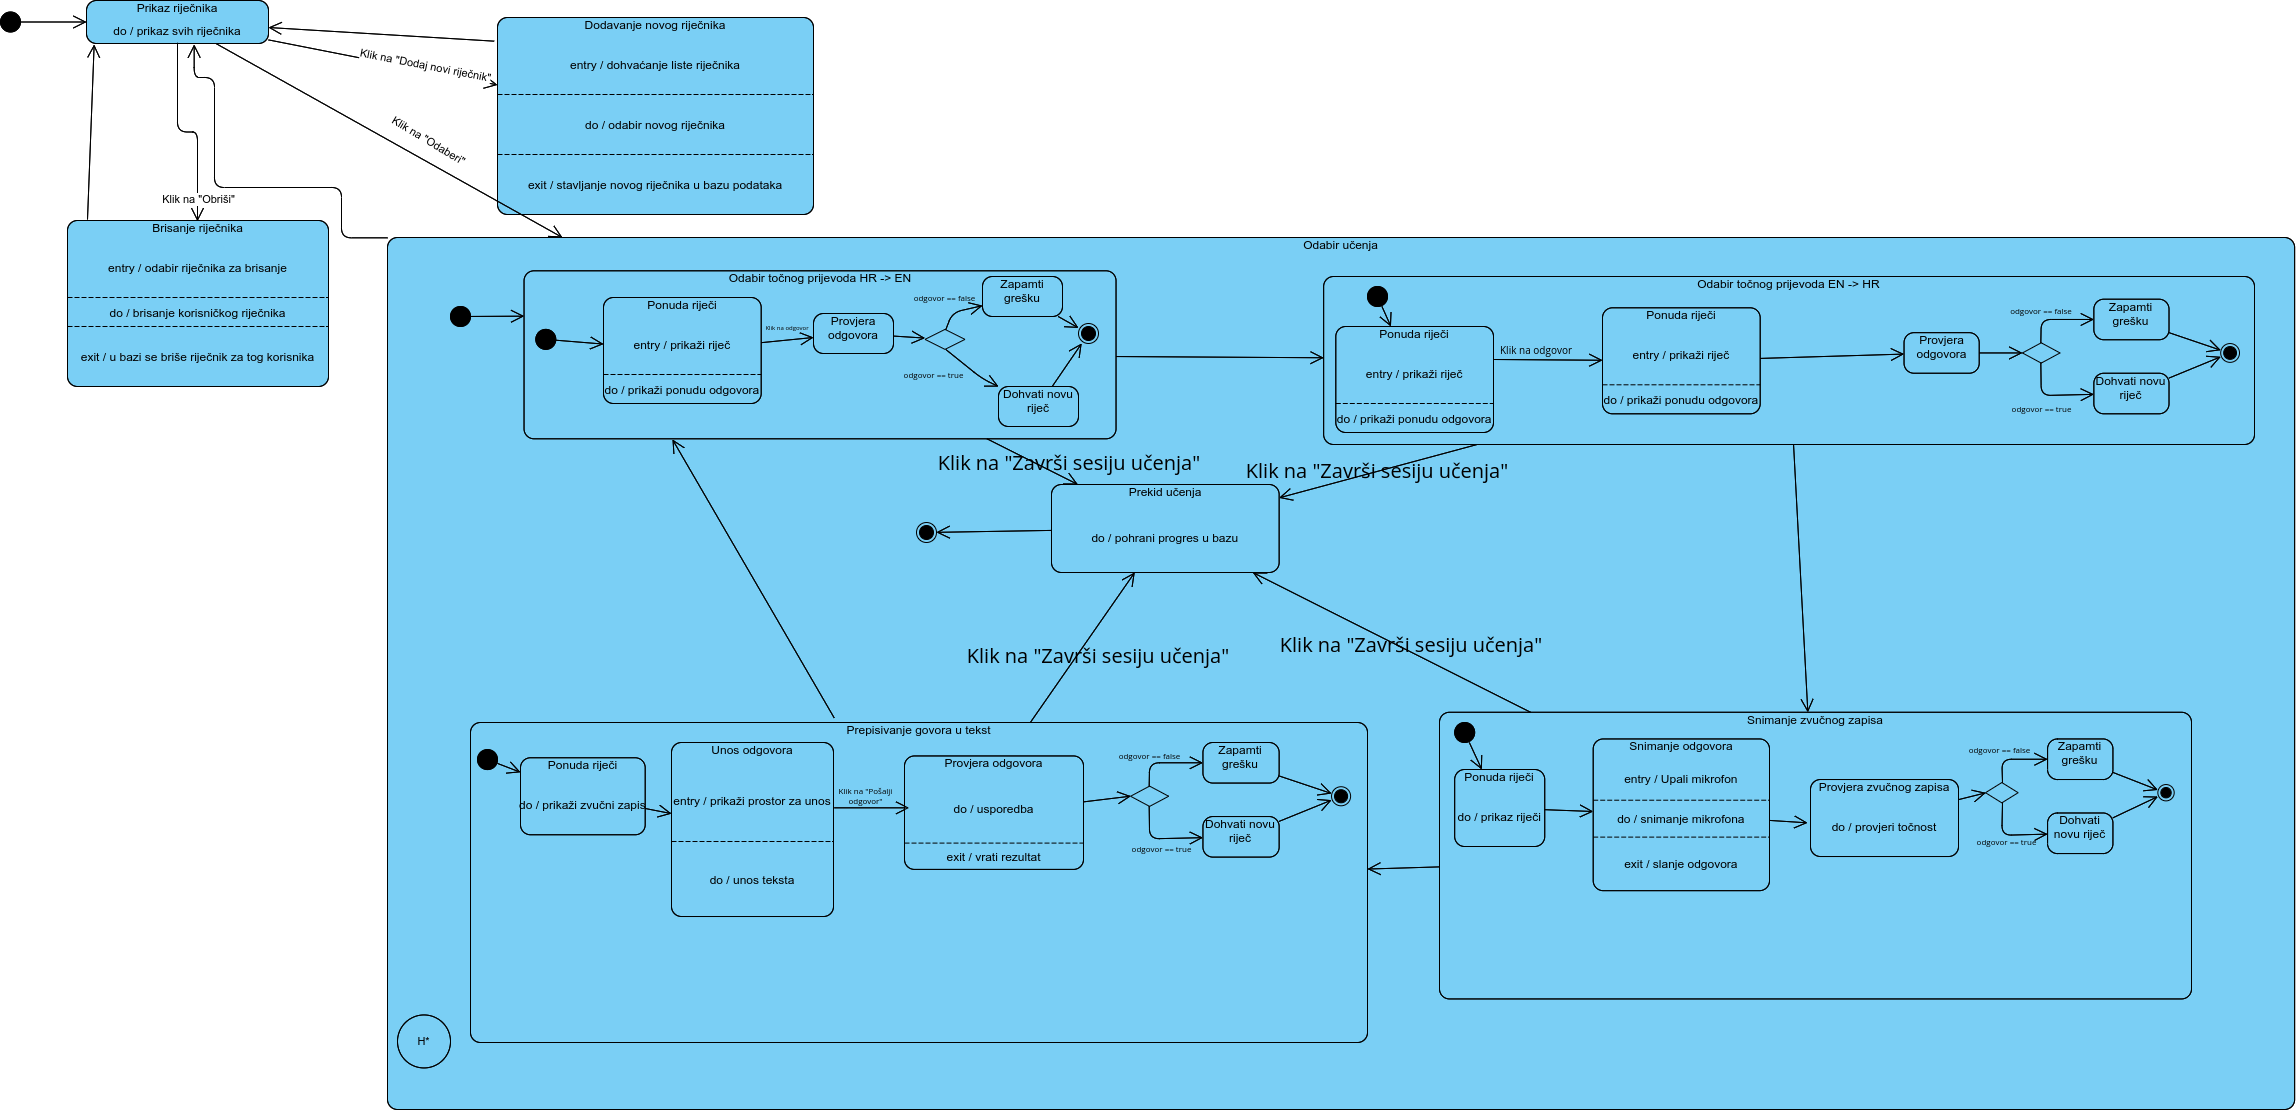 Prikaz riječnika
do / prikaz svih riječnika
Klik na "Dodaj novi riječnik"
Dodavanje novog riječnika
entry / dohvaćanje liste riječnika
do / odabir novog riječnika
exit / stavljanje novog riječnika u bazu podataka
Klik na "Odaberi"
Klik na "Obriši"
Brisanje riječnika
entry / odabir riječnika za brisanje
do / brisanje korisničkog riječnika
exit / u bazi se briše riječnik za tog korisnika
Odabir učenja
Odabir točnog prijevoda HR -> EN
Ponuda riječi
entry / prikaži riječ
do / prikaži ponudu odgovora
Klik na odgovor
Provjera
odgovora
odgovor == false
Zapamti
grešku
odgovor == true
Dohvati novu
riječ
Odabir točnog prijevoda EN -> HR
Ponuda riječi
entry / prikaži riječ
do / prikaži ponudu odgovora
Klik na odgovor
Ponuda riječi
entry / prikaži riječ
do / prikaži ponudu odgovora
Provjera
odgovora
odgovor == false
Zapamti
grešku
odgovor == true
Dohvati novu
riječ
Klik na "Završi sesiju učenja"
Klik na "Završi sesiju učenja"
Prekid učenja
do / pohrani progres u bazu
Klik na "Završi sesiju učenja"
Klik na "Završi sesiju učenja"
Prepisivanje govora u tekst
Ponuda riječi
do / prikaži zvučni zapis
Unos odgovora
entry / prikaži prostor za unos
do / unos teksta
Klik na "Pošalji
odgovor"
Provjera odgovora
do / usporedba
exit / vrati rezultat
odgovor == false
Zapamti
grešku
odgovor == true
Dohvati novu
riječ
Snimanje zvučnog zapisa
Ponuda riječi
do / prikaz riječi
Snimanje odgovora
entry / Upali mikrofon
do / snimanje mikrofona
exit / slanje odgovora
Provjera zvučnog zapisa
do / provjeri točnost
odgovor == false
Zapamti
grešku
odgovor == true
Dohvati
novu riječ
H*